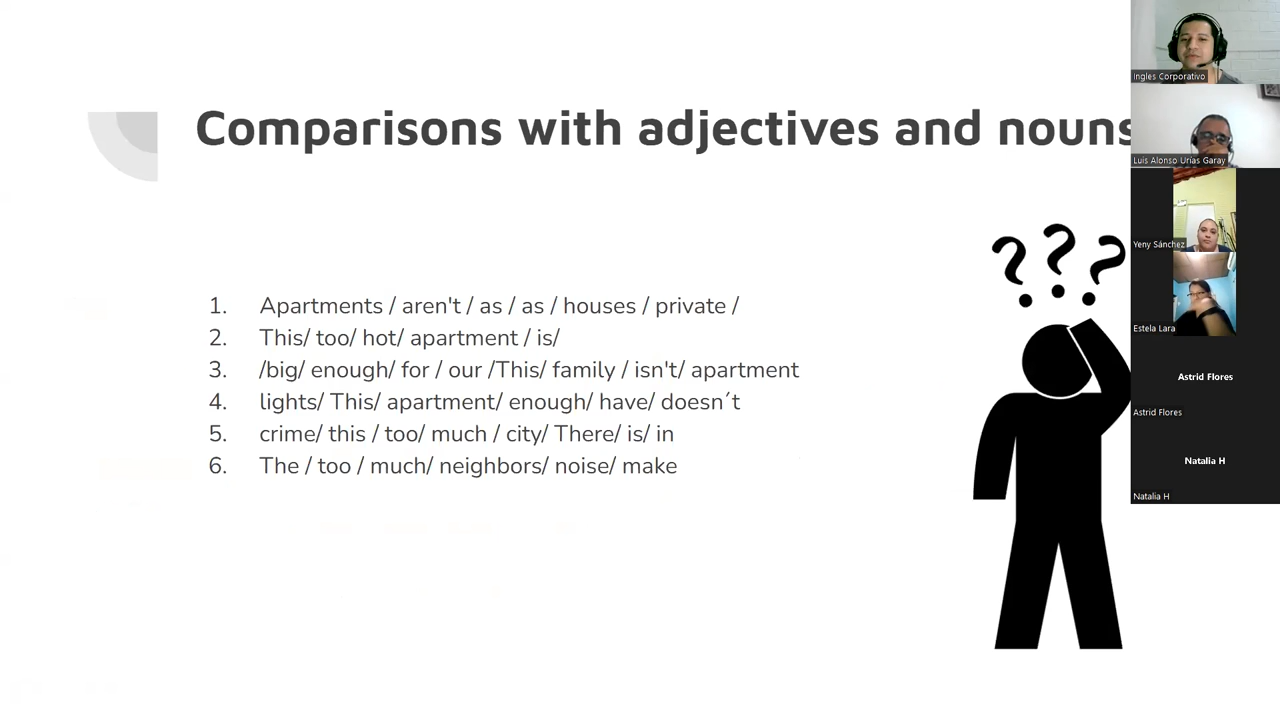 Comparisons with adjectives and nouns
1. Apartments / aren't / as / as / houses / private /
2. This/ too/ hot/ apartment / is/
3. /big/ enough/ for / our /This/ family / isn't/ apartment
4. lights/ This/ apartment/ enough/ have/ doesn´t
5. crime/ this / too/ much / city/ There/ is/ in
6. The / too / much/ neighbors/ noise/ make
? ? ?
Ingles Corporativo
Luis Alonso Urías Garay
Yeny Sánchez
Estela Lara
Astrid Flores
Astrid Flores
Natalia H
Natalia H